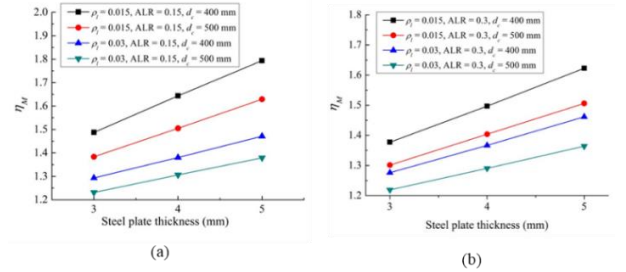 (a)
ρl = 0.015, ALR = 0.15, dc = 400 mm
ρl = 0.015, ALR = 0.15, dc = 500 mm
ρl = 0.03, ALR = 0.15, dc = 400 mm
ρl = 0.03, ALR = 0.15, dc = 500 mm
2.0
1.9
1.8
1.7
1.6
1.5
1.4
1.3
1.2
ηM
3 4 5
Steel plate thickness (mm)
(a)
(b)
ρl = 0.015, ALR = 0.3, dc = 400 mm
ρl = 0.015, ALR = 0.3, dc = 500 mm
ρl = 0.03, ALR = 0.3, dc = 400 mm
ρl = 0.03, ALR = 0.3, dc = 500 mm
1.8
1.7
1.6
1.5
1.4
1.3
1.2
ηM
3 4 5
Steel plate thickness (mm)
(b)